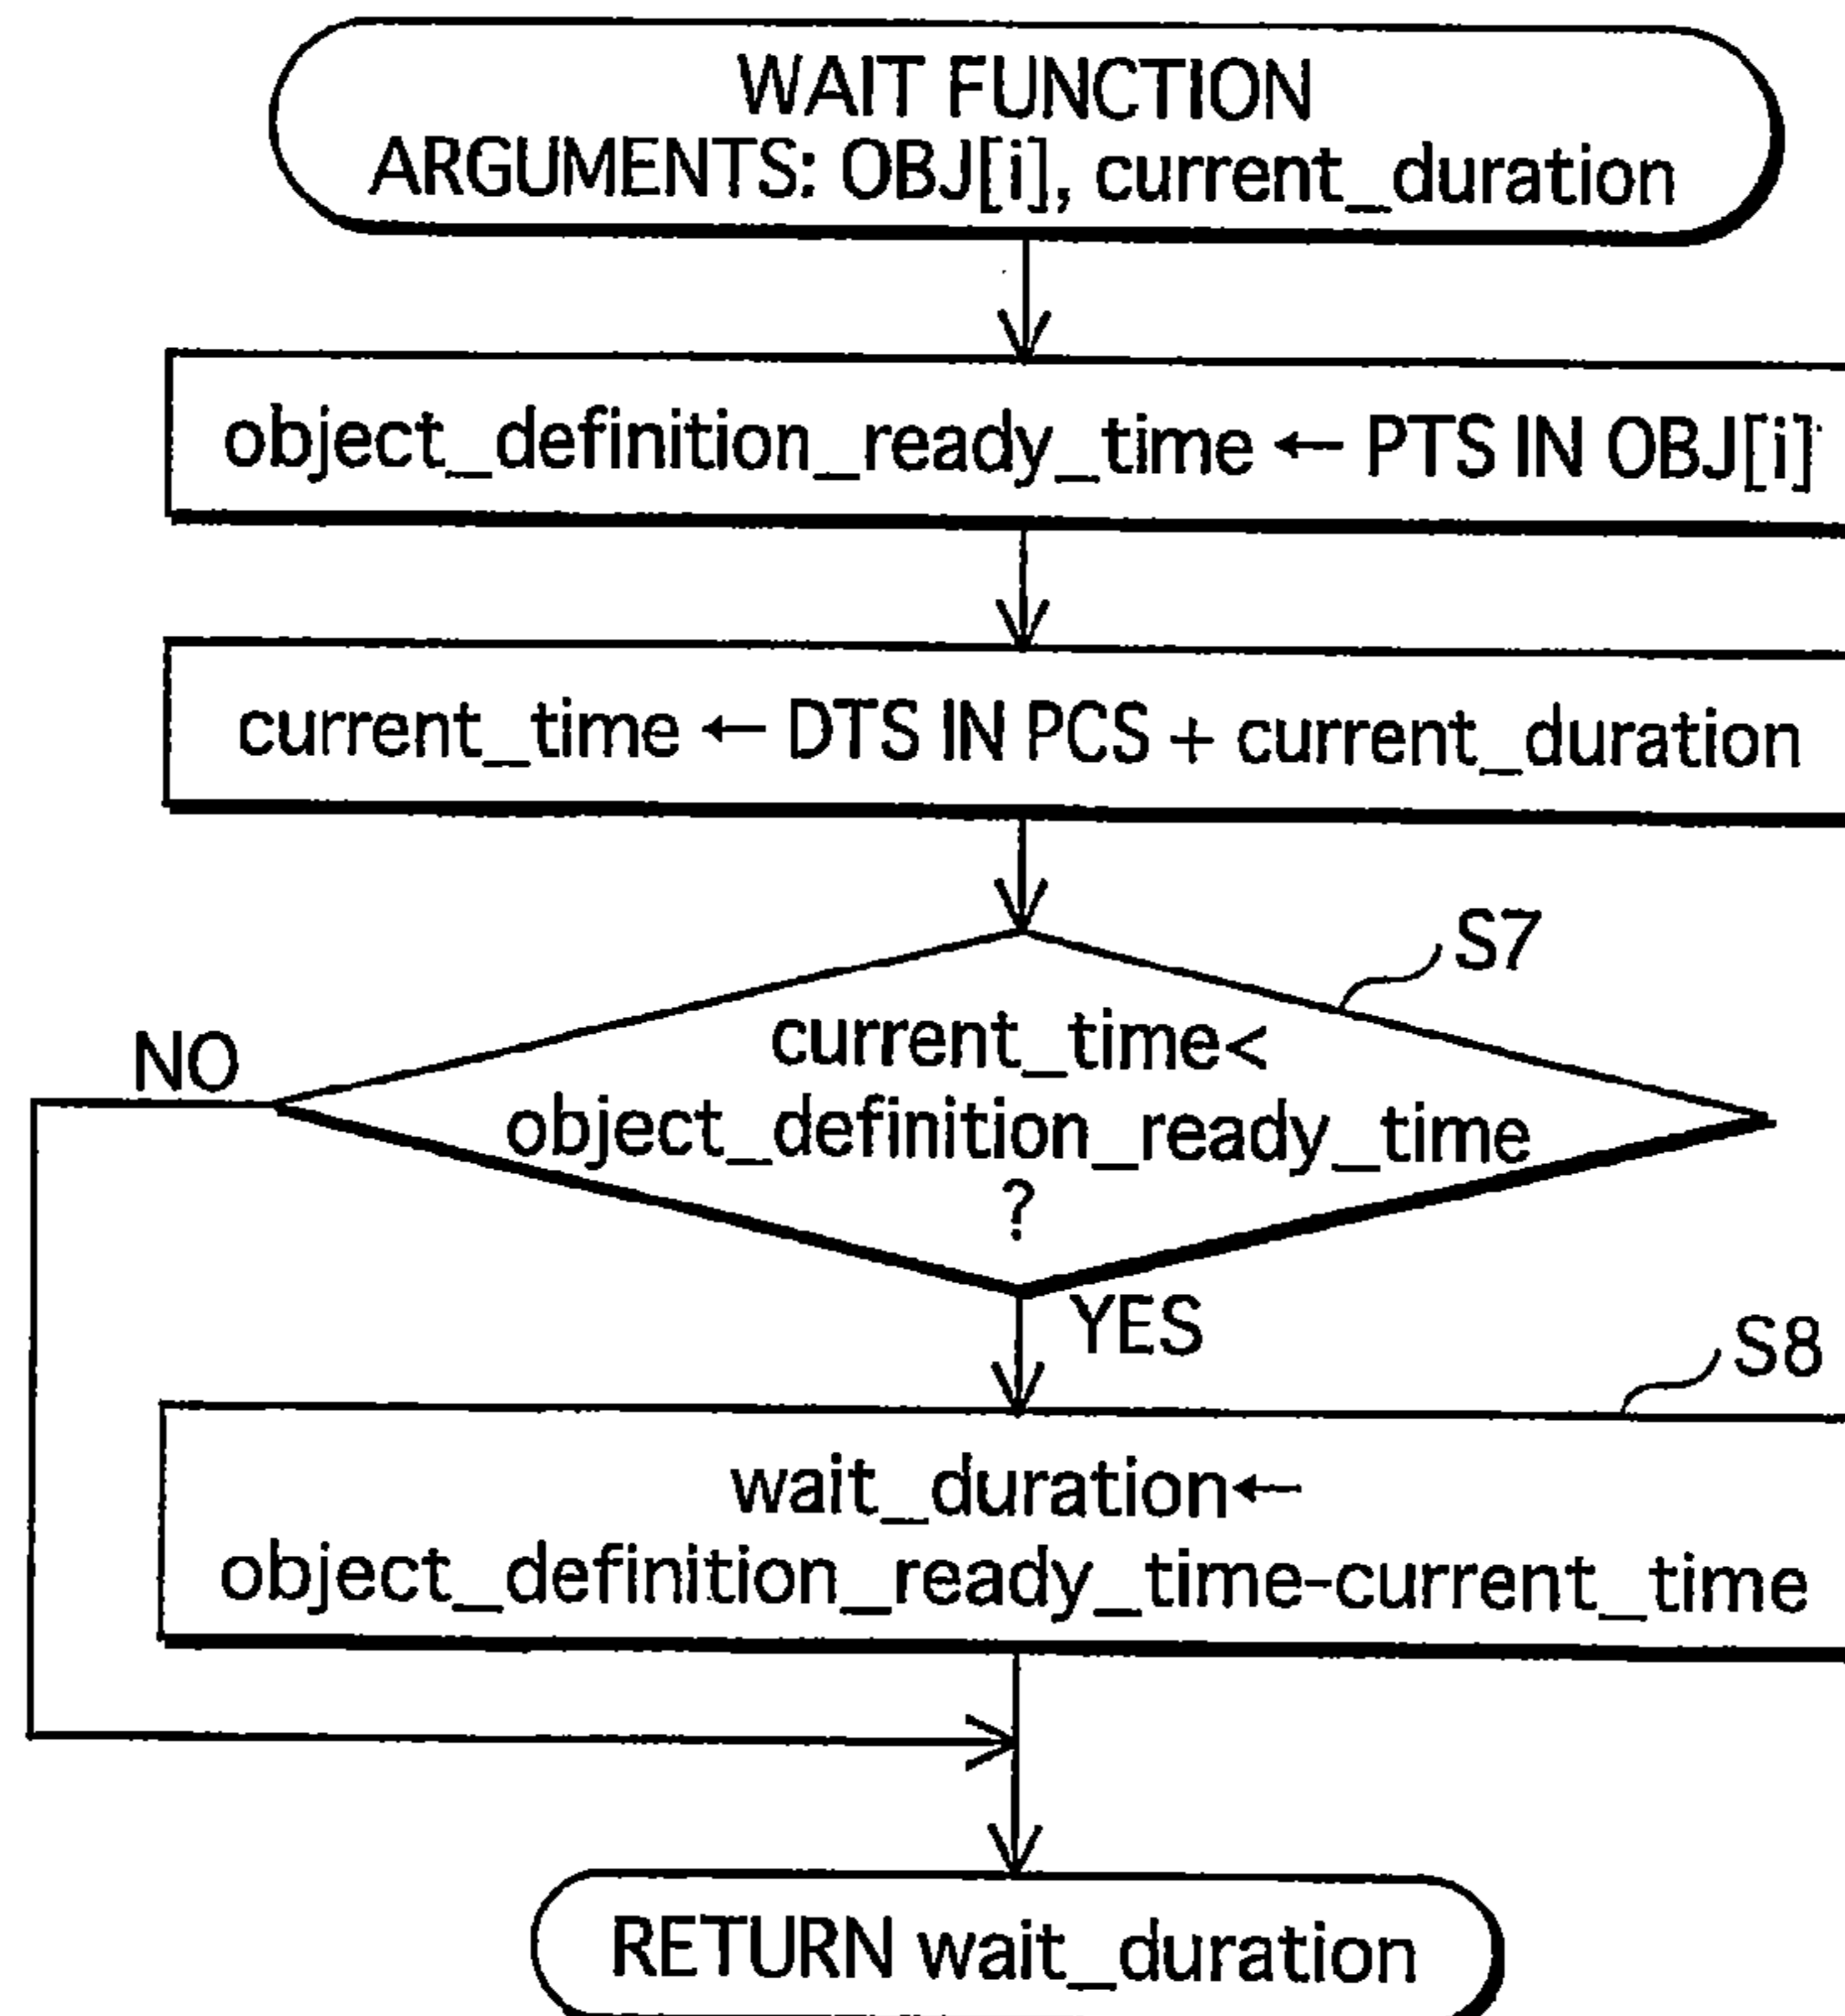 WAIT FUNCTION
ARGUMENTS: OBJ[i], current_duration
object_definition_ready_time ← PTS IN OBJ[i]
current_time ← DTS IN PCS + current_duration
S7
NO
current_time<
object_definition_ready_time
?
YES
S8
wait_duration←
object_definition_ready_time-current_time
RETURN wait_duration